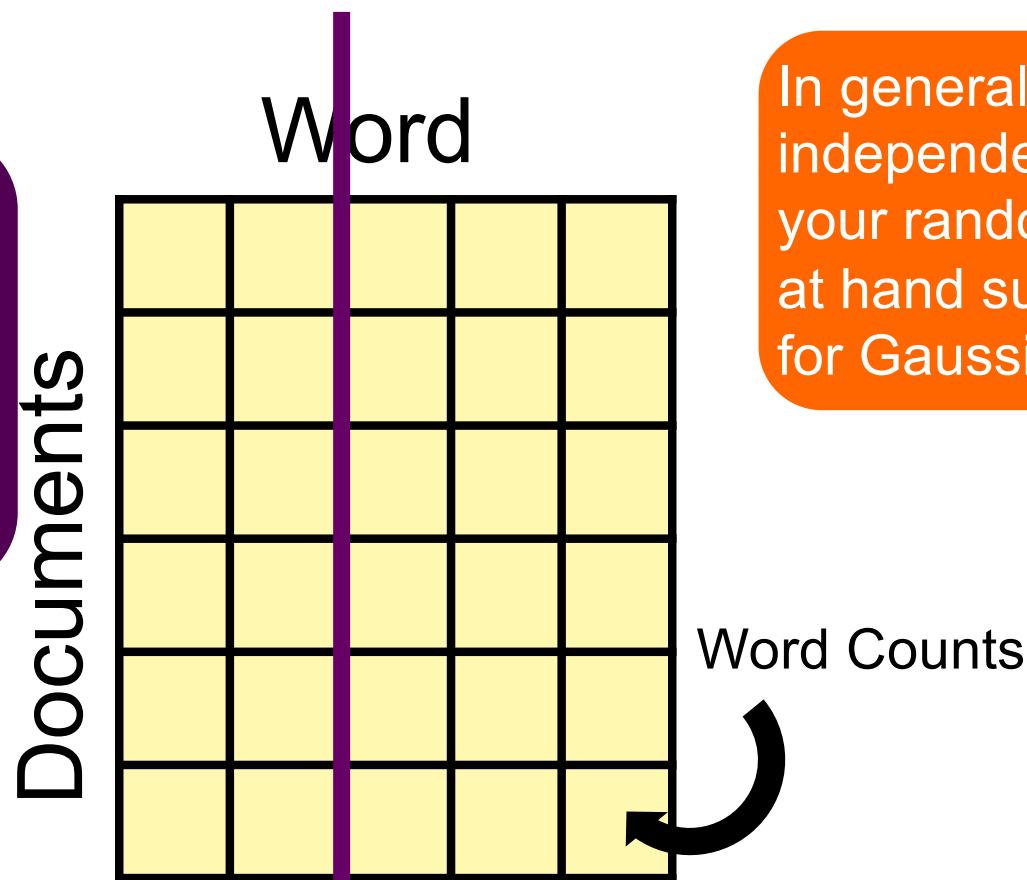 Word
In general
your
at hand
for
Documents
Word Counts